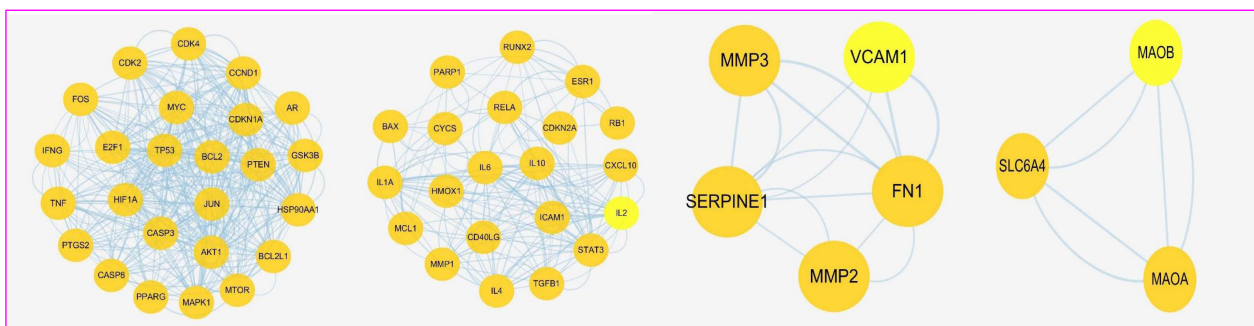 CDK4
CDK2
CCND1
FOS
MYC
AR
CDKN1A
IFNG
E2F1
TP53
BCL2
PTEN
GSK3B
TNF
HIF1A
JUN
HSP90AA1
PTGS2
CASP3
AKT1
BCL2L1
CASP8
PPARG
MAPK1
MTOR
RUNX2
PARP1
ESR1
RELA
BAX
CYCS
CDKN2A
RB1
IL6
IL10
CXCL10
IL1A
HMOX1
IL2
MCL1
CD40LG
ICAM1
STAT3
MMP1
IL4
TGFB1
MMP3
VCAM1
SERPINE1
FN1
MMP2
MAOB
SLC6A4
MAOA